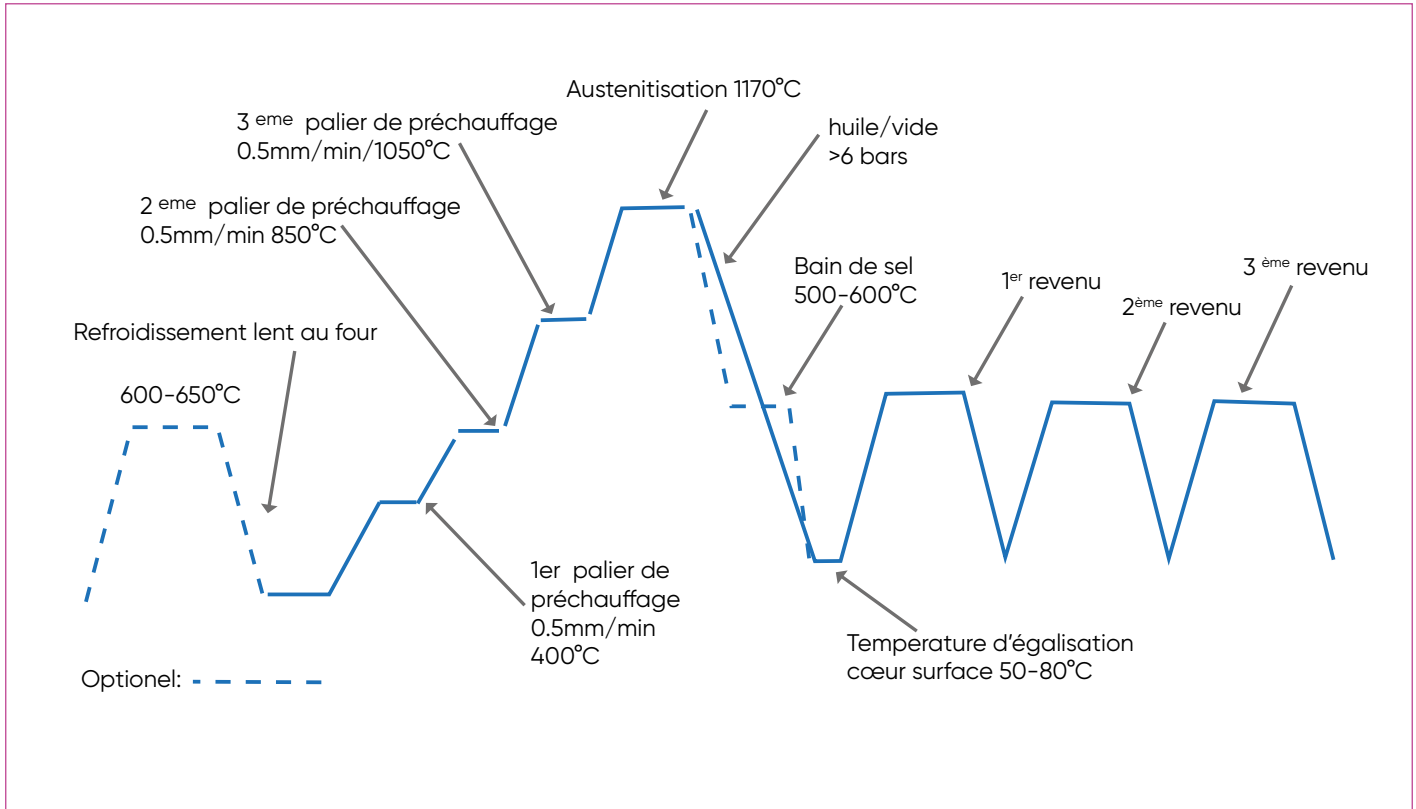 Austenitisation 1170°C
3 eme palier de préchauffage
0.5mm/min/1050°C
huile/vide
>6 bars
2 eme palier de préchauffage
0.5mm/min 850°C
Bain de sel
500-600°C
1er revenu
2ème revenu
3 ème revenu
Refroidissement lent au four
600-650°C
1er palier de
préchauffage
0.5mm/min
400°C
Temperature d'égalisation
cœur surface 50-80°C
Optionel: